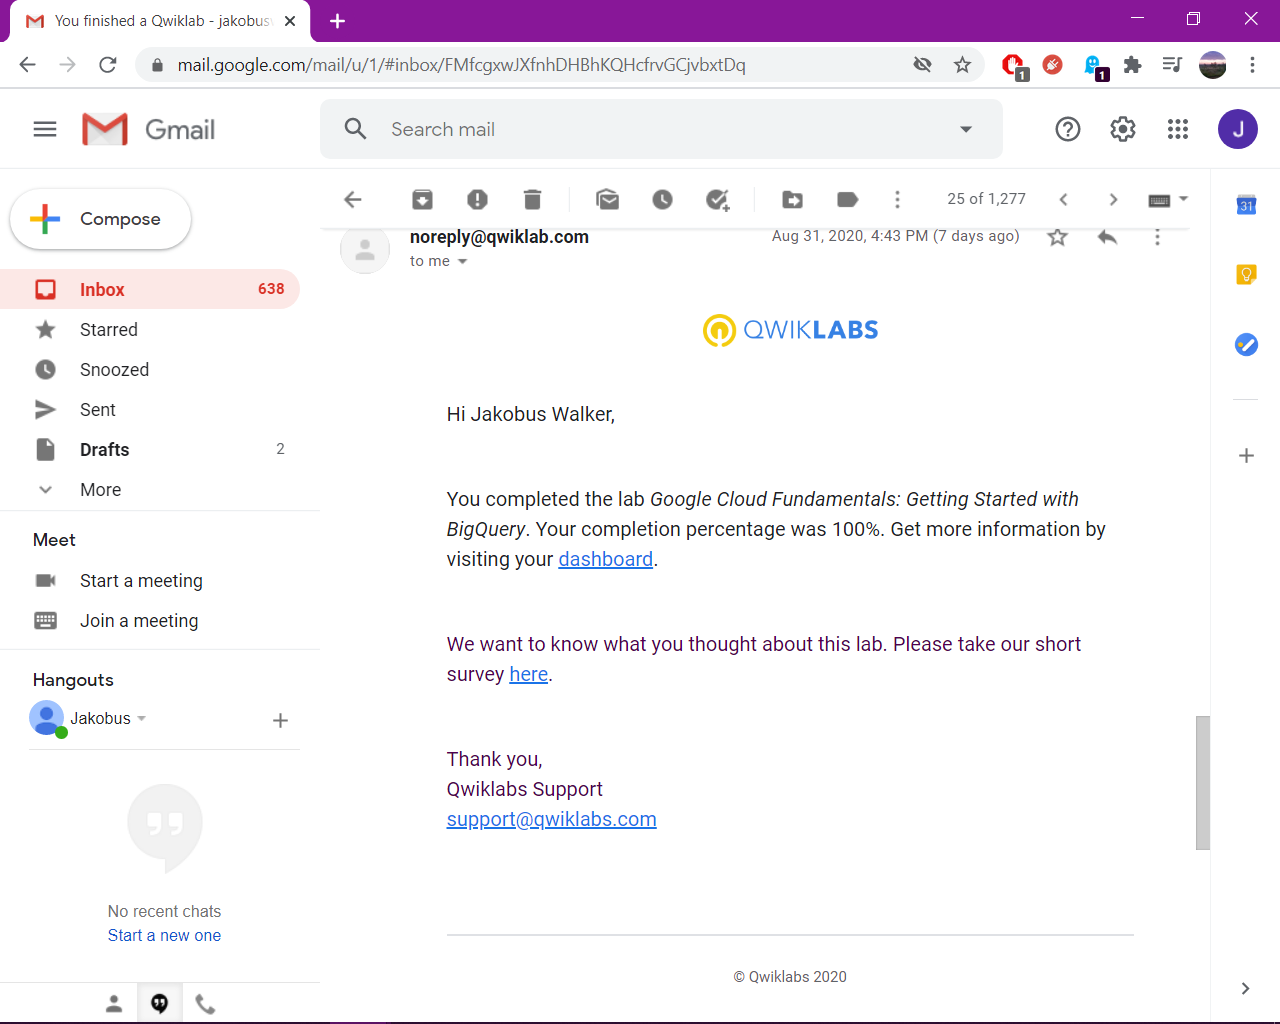 You finished a Qwiklab - jakobus
mail.google.com/mail/u/1/#inbox/FMfcgxwJXfnhDHBhKQHcfrvGCjvbxtDq
1
1
Gmail
Search mail
J
Compose
25 of 1,277
31
noreply@qwiklab.com
Aug 31, 2020, 4:43 PM (7 days ago)
to me
Inbox
638
Starred
Snoozed
Sent
Drafts
2
More
Meet
Start a meeting
Join a meeting
Hangouts
Jakobus
No recent chats
Start a new one
QWIKLABS
Hi Jakobus Walker,
You completed the lab Google Cloud Fundamentals: Getting Started with
BigQuery. Your completion percentage was 100%. Get more information by
visiting your dashboard.
We want to know what you thought about this lab. Please take our short
survey here.
Thank you,
Qwiklabs Support
support@qwiklabs.com
© Qwiklabs 2020